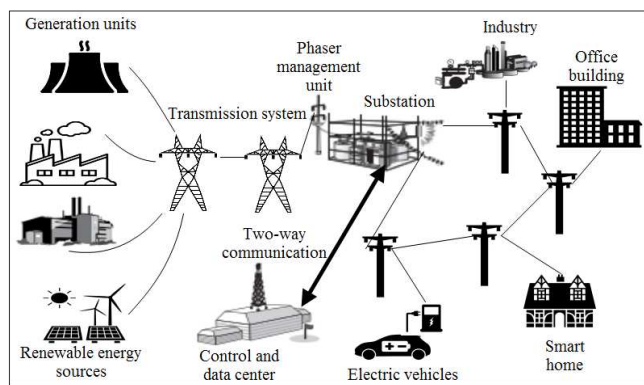 Generation units
Transmission system
Phaser
management
unit
Substation
Industry
Office
building
Two-way
communication
Renewable energy
sources
Control and
data center
Electric vehicles
Smart
home